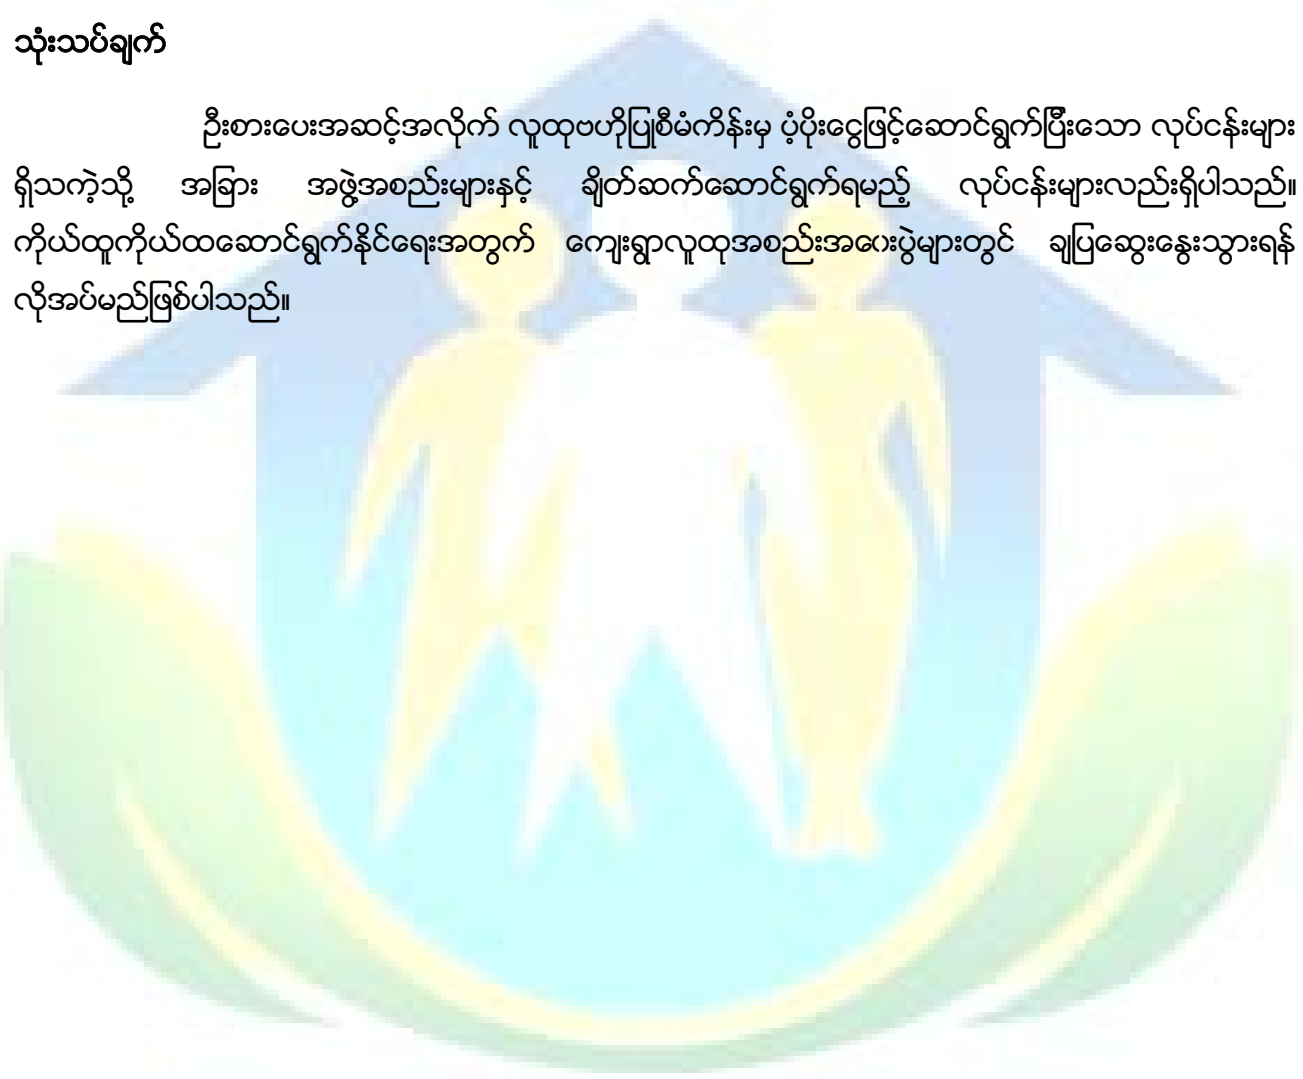 သုံးသပ်ချက်
ဦးစားပေးအဆင့်အလိုက် လူထုဗဟိုပြုစီမံကိန်းမှ ပံ့ပိုးငွေဖြင့်ဆောင်ရွက်ပြီးသော လုပ်ငန်းများ
ရှိသကဲ့သို့ အခြား အဖွဲ့အစည်းများနှင့် ချိတ်ဆက်ဆောင်ရွက်ရမည့် လုပ်ငန်းများလည်းရှိပါသည်။
ကိုယ်ထူကိုယ်ထဆောင်ရွက်နိုင်ရေးအတွက် ကျေးရွာလူထုအစည်းအဝေးပွဲများတွင် ချပြဆွေးနွေးသွားရန်
လိုအပ်မည်ဖြစ်ပါသည်။